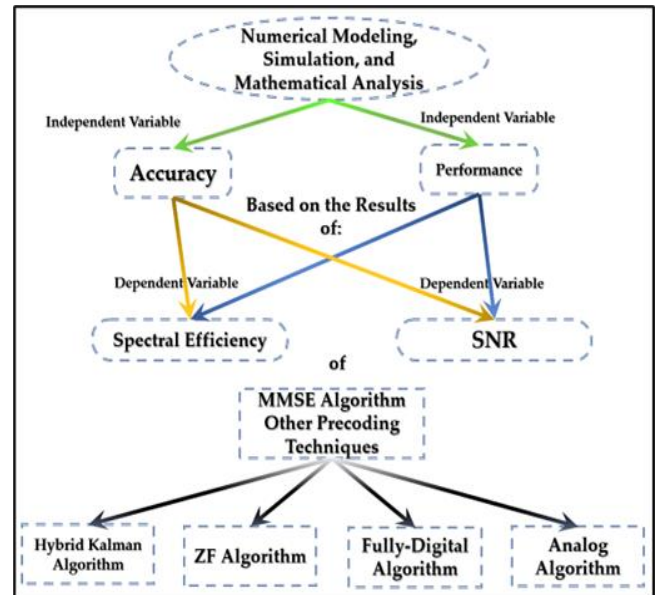 Numerical Modeling,
Simulation, and
Mathematical Analysis
Independent Variable
Independent Variable
Accuracy
Performance
Based on the Results
of:
Dependent Variable
Dependent Variable
Spectral Efficiency
SNR
of
MMSE Algorithm
Other Precoding
Techniques
Hybrid Kalman
Algorithm
ZF Algorithm
Fully-Digital
Algorithm
Analog
Algorithm